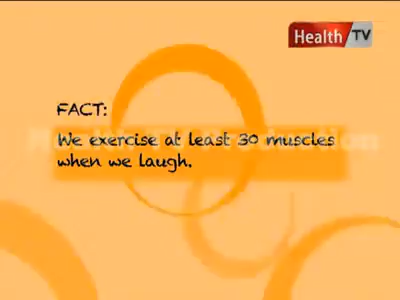 Health TV
FACT:
We exercise at least 30 muscles
when we laugh.